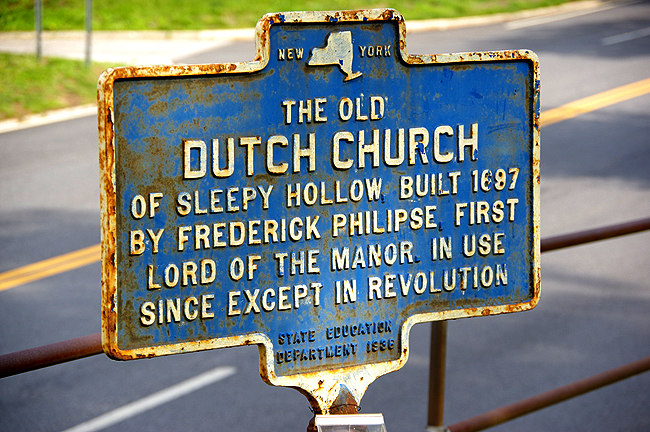 NEW YORK
THE OLD
DUTCH CHURCH
OF SLEEPY HOLLOW, BUILT 1697
BY FREDERICK PHILIPSE, FIRST
LORD OF THE MANOR. IN USE
SINCE EXCEPT IN REVOLUTION
STATE EDUCATION
DEPARTMENT 1936